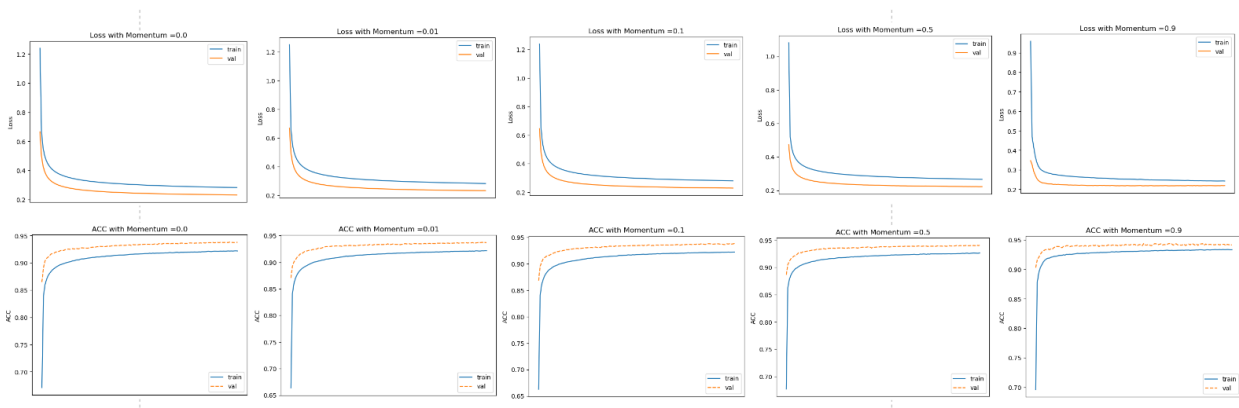 Loss with Momentum =0.0
Loss
1.2
1.0
0.8
0.6
0.4
0.2
train
val
Loss with Momentum =0.01
Loss
1.2
1.0
0.8
0.6
0.4
0.2
train
val
Loss with Momentum =0.1
Loss
1.2
1.0
0.8
0.6
0.4
0.2
train
val
Loss with Momentum =0.5
Loss
1.0
0.8
0.6
0.4
0.2
train
val
Loss with Momentum =0.9
Loss
0.9
0.8
0.7
0.6
0.5
0.4
0.3
0.2
train
val
ACC with Momentum =0.0
ACC
0.95
0.90
0.85
0.80
0.75
0.70
train
val
ACC with Momentum =0.01
ACC
0.95
0.90
0.85
0.80
0.75
0.70
0.65
train
val
ACC with Momentum =0.1
ACC
0.95
0.90
0.85
0.80
0.75
0.70
0.65
train
val
ACC with Momentum =0.5
ACC
0.95
0.90
0.85
0.80
0.75
0.70
train
val
ACC with Momentum =0.9
ACC
0.95
0.90
0.85
0.80
0.75
0.70
train
val